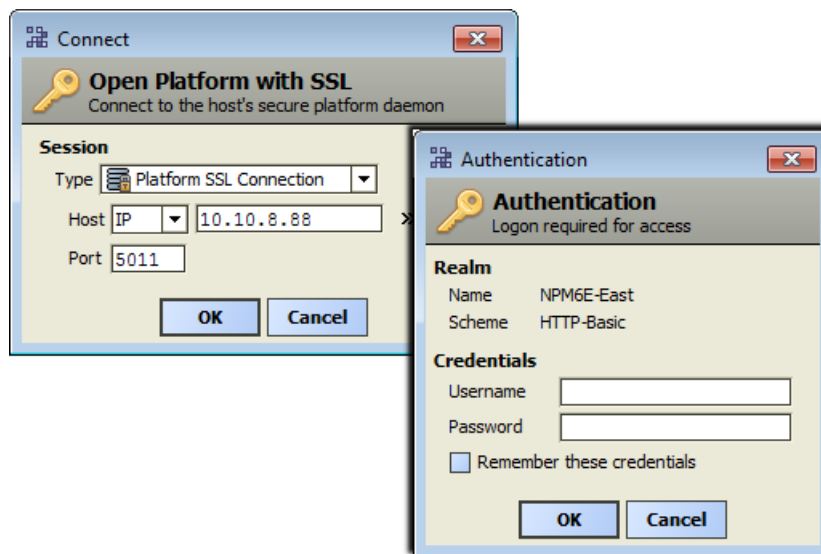 Connect
Open Platform with SSL
Connect to the host's secure platform daemon
Session
Type Platform SSL Connection
Host IP 10.10.8.88 »
Port 5011
OK Cancel
Authentication
Authentication
Logon required for access
Realm
Name NPM6E-East
Scheme HTTP-Basic
Credentials
Username
Password
Remember these credentials
OK Cancel